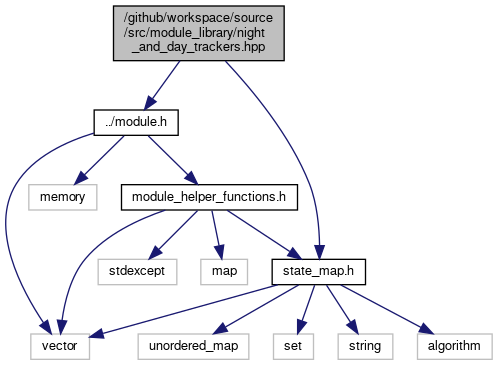 /github/workspace/source
/src/module_library/night
_and_day_trackers.hpp
../module.h
memory
module_helper_functions.h
stdexcept
map
state_map.h
vector
unordered_map
set
string
algorithm